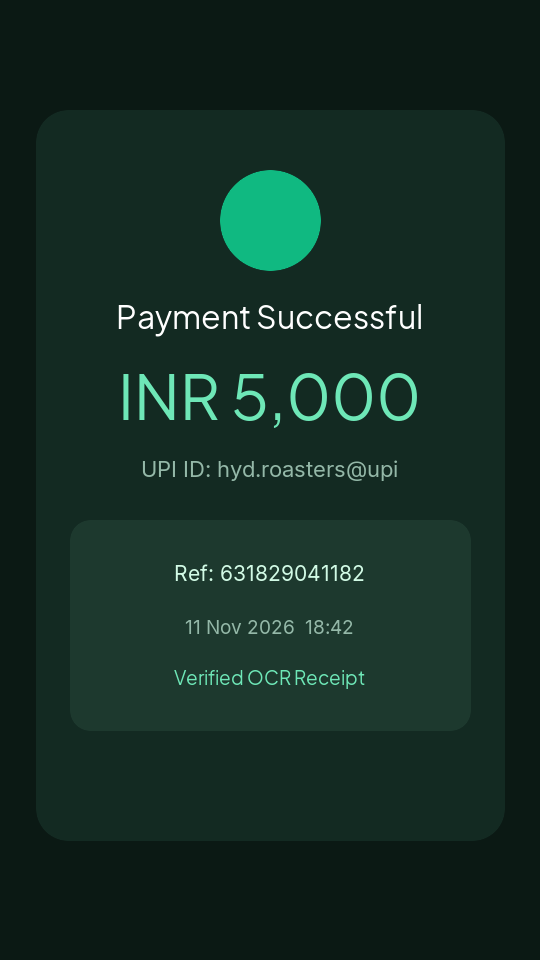 Payment Successful
INR 5,000
UPI ID: hyd.roasters@upi
Ref: 631829041182
11 Nov 2026 18:42
Verified OCR Receipt